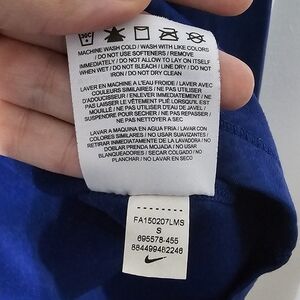 MACHINE WASH COLD / WASH WITH LIKE COLORS
/ DO NOT USE SOFTENERS / REMOVE
IMMEDIATELY / DO NOT ALLOW TO LAY ON ITSELF
WHEN WET / DO NOT BLEACH / LINE DRY / DO NOT
IRON / DO NOT DRY CLEAN
LAVER EN MACHINE A L'EAU FROIDE / LAVER AVEC
COULEURS SIMILAIRES / NE PAS UTILISER
D'ADOUCISSEUR / ENLEVER IMMEDIATEMENT / NE
PAS LAISSER LE VÊTEMENT PLIÉ LORSQU'IL EST
MOUILLÉ / NE PAS UTILISER D'EAU DE JAVEL /
SUSPENDRE POUR SÉCHER / NE PAS REPASSER /
NE PAS NETTOYER A SEC
LAVAR A MAQUINA EN AGUA FRIA / LAVAR CON
COLORES SIMILARES / NO USAR SUAVIZANTES /
RETIRAR INMEDIATAMENTE DE LA LAVADORA / NO
DOBLAR PRENDA MOJADA / NO USAR
BLANQUEADORES / SECAR COLGADO / NO
PLANCHAR / NO LAVAR EN SECO
FA150207LMS
S
695578-455
884499482246